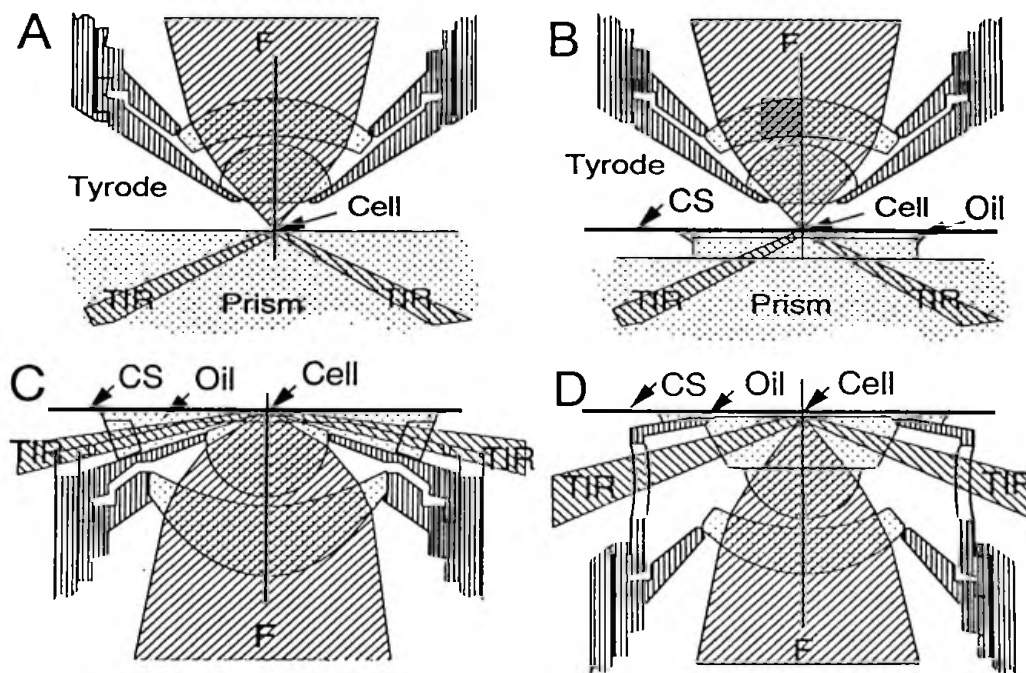 A
F
Tyrode
Cell
TIR
Prism
TIR
B
F
Tyrode
CS
Cell
Oil
TIR
Prism
TIR
C
CS
Oil
Cell
TIR
TIR
F
D
CS
Oil
Cell
TIR
TIR
F